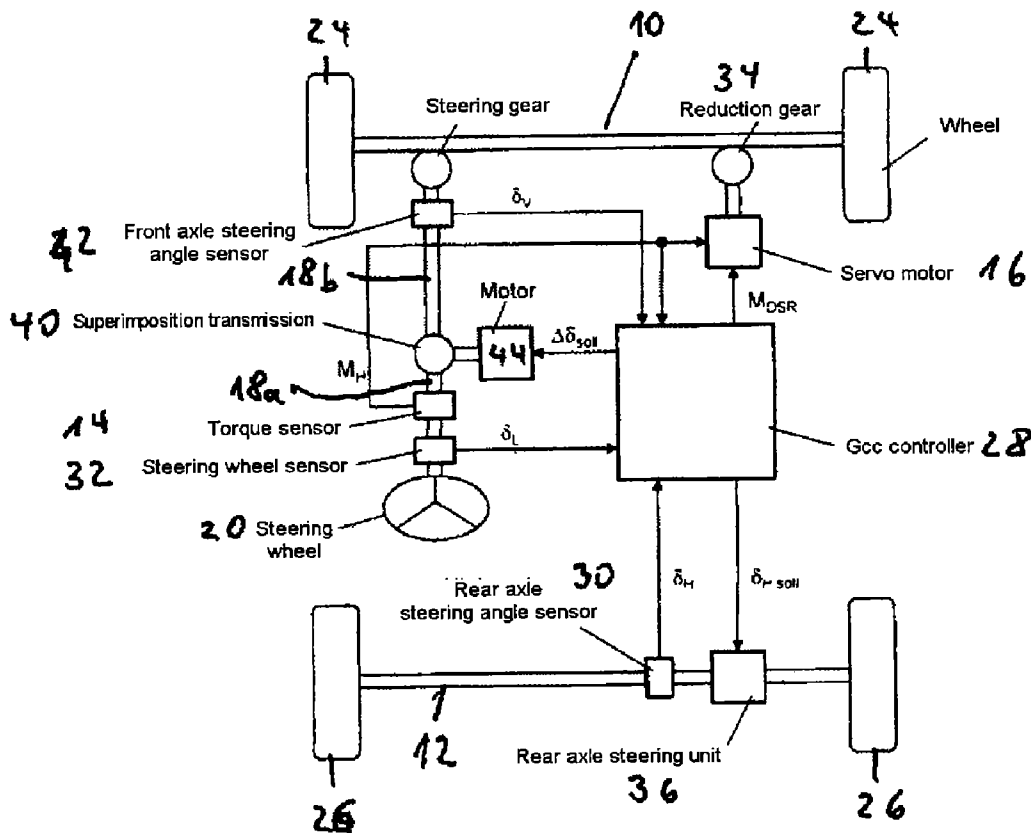 24
10
24
34
Steering gear
Reduction gear
Wheel
δV
42
Front axle steering
angle sensor
18b
Servo motor 16
Motor
MDSR
40 Superimposition transmission
44
Δδsoll
MH
18a
14
Torque sensor
32
Steering wheel sensor
δL
Gcc controller 28
20 Steering
wheel
30
Rear axle
steering angle sensor
δH
δH soll
12
Rear axle steering unit
36
26
26